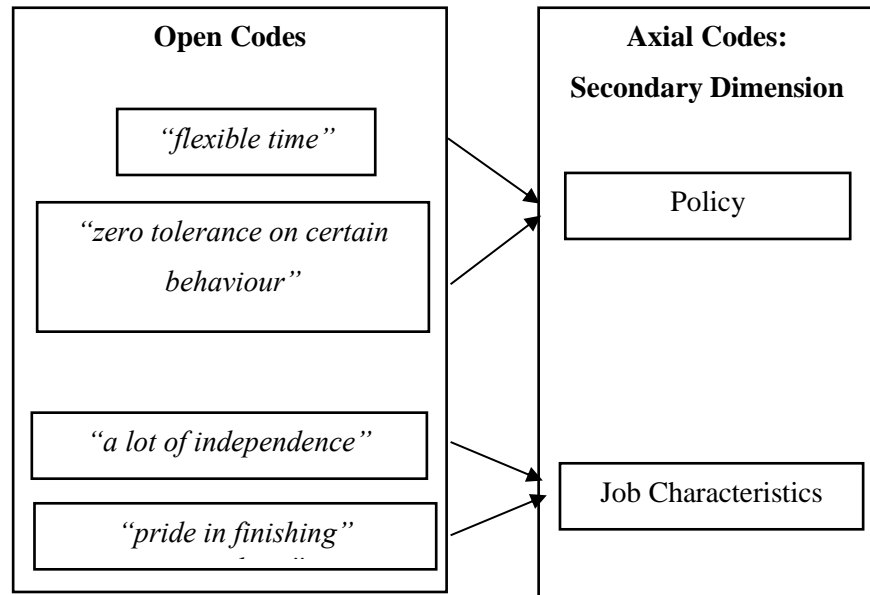 Open Codes
“flexible time”
“zero tolerance on certain
behaviour”
“a lot of independence”
“pride in finishing”
Axial Codes:
Secondary Dimension
Policy
Job Characteristics